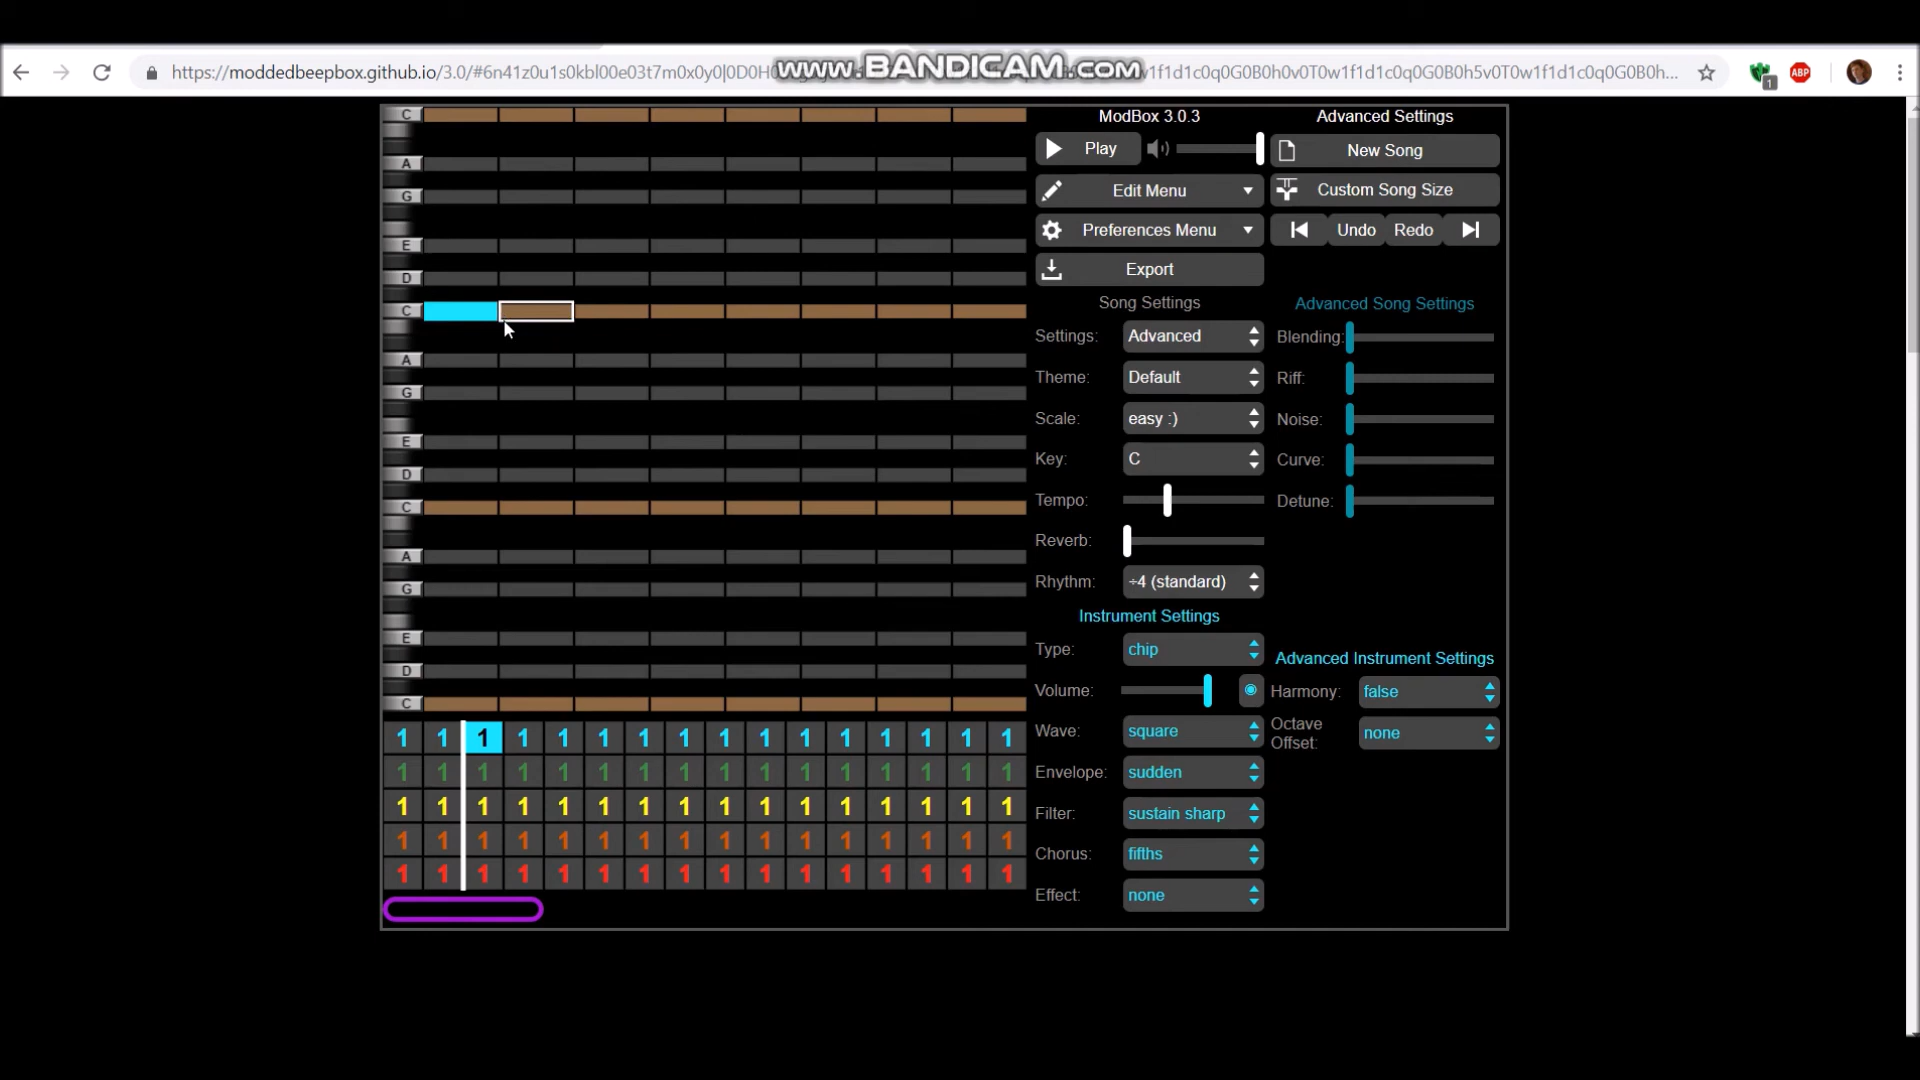 https://moddedbeepbox.github.io/3.0/#6n41z0u1s0kbl00e03t7m0x0y0|0D0H0
www.BANDICAM.com
w1f1d1c0q0G0B0h0v0T0w1f1d1c0q0G0B0h5v0T0w1f1d1c0q0G0B0h...
1
ABP
C
A
G
E
D
C
A
G
E
D
C
A
G
E
D
C
1 1 1 1 1 1 1 1 1 1 1 1 1 1 1 1
1 1 1 1 1 1 1 1 1 1 1 1 1 1 1 1
1 1 1 1 1 1 1 1 1 1 1 1 1 1 1 1
1 1 1 1 1 1 1 1 1 1 1 1 1 1 1 1
1 1 1 1 1 1 1 1 1 1 1 1 1 1 1 1
ModBox 3.0.3
Play
Edit Menu
Preferences Menu
Export
Song Settings
Settings: Advanced
Theme: Default
Scale: easy :)
Key: C
Tempo:
Reverb:
Rhythm: ÷4 (standard)
Instrument Settings
Type: chip
Volume:
Wave: square
Envelope: sudden
Filter: sustain sharp
Chorus: fifths
Effect: none
Advanced Settings
New Song
Custom Song Size
Undo Redo
Advanced Song Settings
Blending:
Riff:
Noise:
Curve:
Detune:
Advanced Instrument Settings
Harmony: false
Octave
Offset: none